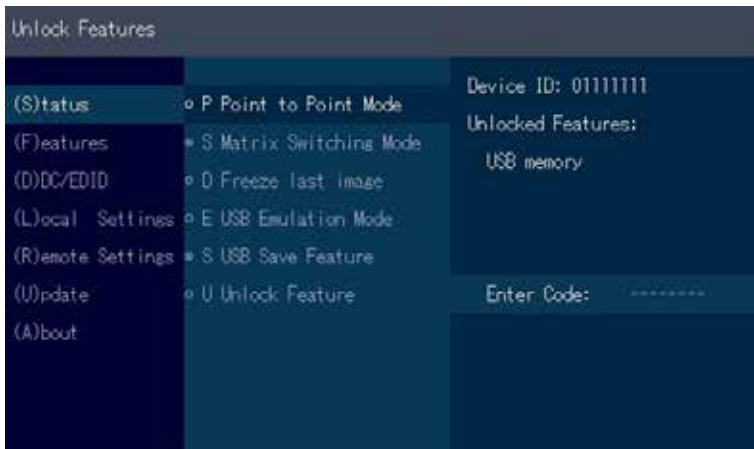 Unlock Features
(S)tatus
(F)eatures
(D)DC/EDID
(L)ocal Settings
(R)emote Settings
(U)pdate
(A)bout
P Point to Point Mode
S Matrix Switching Mode
D Freeze last image
E USB Emulation Mode
S USB Save Feature
U Unlock Feature
Device ID: 01111111
Unlocked Features:
USB memory
Enter Code: --------